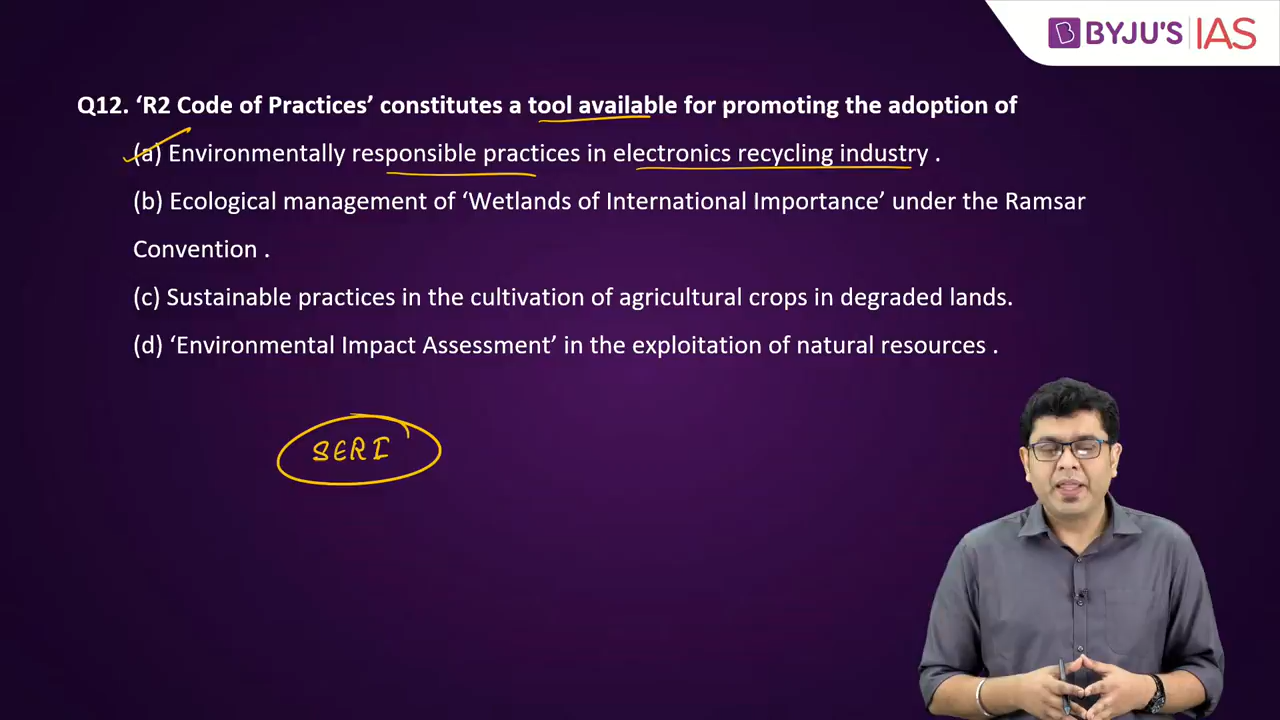 BYJU'S IAS
Q12. ‘R2 Code of Practices’ constitutes a tool available for promoting the adoption of
(a) Environmentally responsible practices in electronics recycling industry .
(b) Ecological management of ‘Wetlands of International Importance’ under the Ramsar
Convention .
(c) Sustainable practices in the cultivation of agricultural crops in degraded lands.
(d) ‘Environmental Impact Assessment’ in the exploitation of natural resources .
SERI